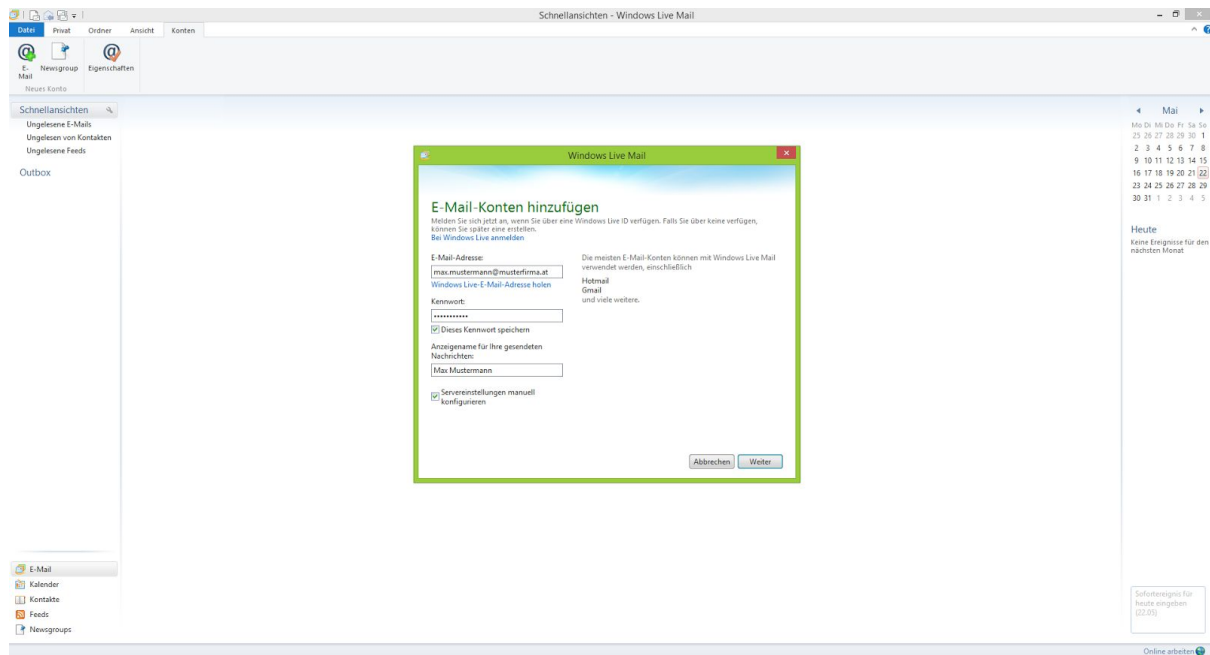 Schnellansichten - Windows Live Mail
Datei Privat Ordner Ansicht Konten
E-Mail Newsgroup Eigenschaften
Neues Konto
Schnellansichten
Ungelesene E-Mails
Ungelesen von Kontakten
Ungelesene Feeds
Outbox
Windows Live Mail
E-Mail-Konten hinzufügen
Melden Sie sich jetzt an, wenn Sie über eine Windows Live ID verfügen. Falls Sie über keine verfügen,
können Sie später eine erstellen.
Bei Windows Live anmelden
E-Mail-Adresse:
max.mustermann@musterfirma.at
Windows Live-E-Mail-Adresse holen
Kennwort:
•••••••••••
Dieses Kennwort speichern
Anzeigename für Ihre gesendeten
Nachrichten:
Max Mustermann
Servereinstellungen manuell
konfigurieren
Die meisten E-Mail-Konten können mit Windows Live Mail
verwendet werden, einschließlich
Hotmail
Gmail
und viele weitere.
Abbrechen Weiter
Mai
Mo Di Mi Do Fr Sa So
25 26 27 28 29 30 1
2 3 4 5 6 7 8
9 10 11 12 13 14 15
16 17 18 19 20 21 22
23 24 25 26 27 28 29
30 31 1 2 3 4 5
Heute
Keine Ereignisse für den
nächsten Monat
E-Mail
Kalender
Kontakte
Feeds
Newsgroups
Sofortereignis für
heute eingeben
(22.05)
Online arbeiten